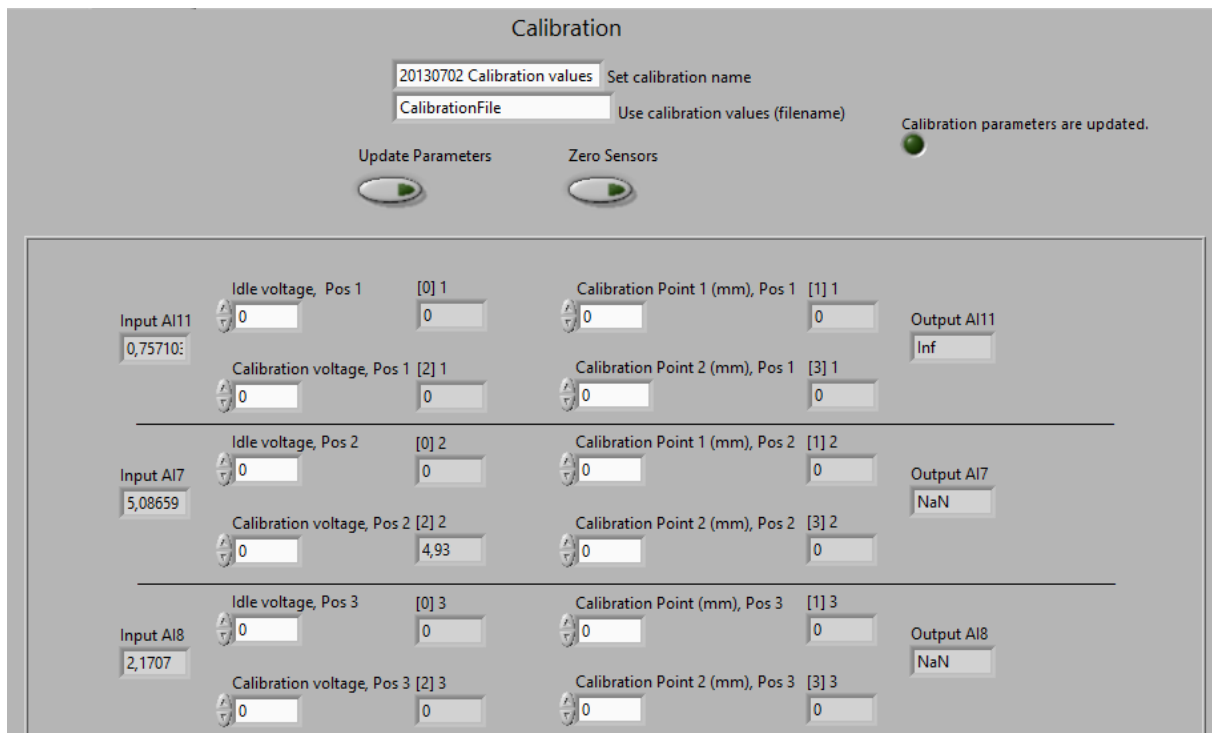 Calibration
20130702 Calibration values Set calibration name
CalibrationFile Use calibration values (filename)
Calibration parameters are updated.
Update Parameters Zero Sensors
Idle voltage, Pos 1 [0] 1 Calibration Point 1 (mm), Pos 1 [1] 1
Input AI11 0 0 0 0 Output AI11
0,75710 Inf
Calibration voltage, Pos 1 [2] 1 Calibration Point 2 (mm), Pos 1 [3] 1
0 0 0 0
Idle voltage, Pos 2 [0] 2 Calibration Point 1 (mm), Pos 2 [1] 2
Input AI7 0 0 0 0 Output AI7
5,08659 NaN
Calibration voltage, Pos 2 [2] 2 Calibration Point 2 (mm), Pos 2 [3] 2
0 4,93 0 0
Idle voltage, Pos 3 [0] 3 Calibration Point (mm), Pos 3 [1] 3
Input AI8 0 0 0 0 Output AI8
2,1707 NaN
Calibration voltage, Pos 3 [2] 3 Calibration Point 2 (mm), Pos 3 [3] 3
0 0 0 0